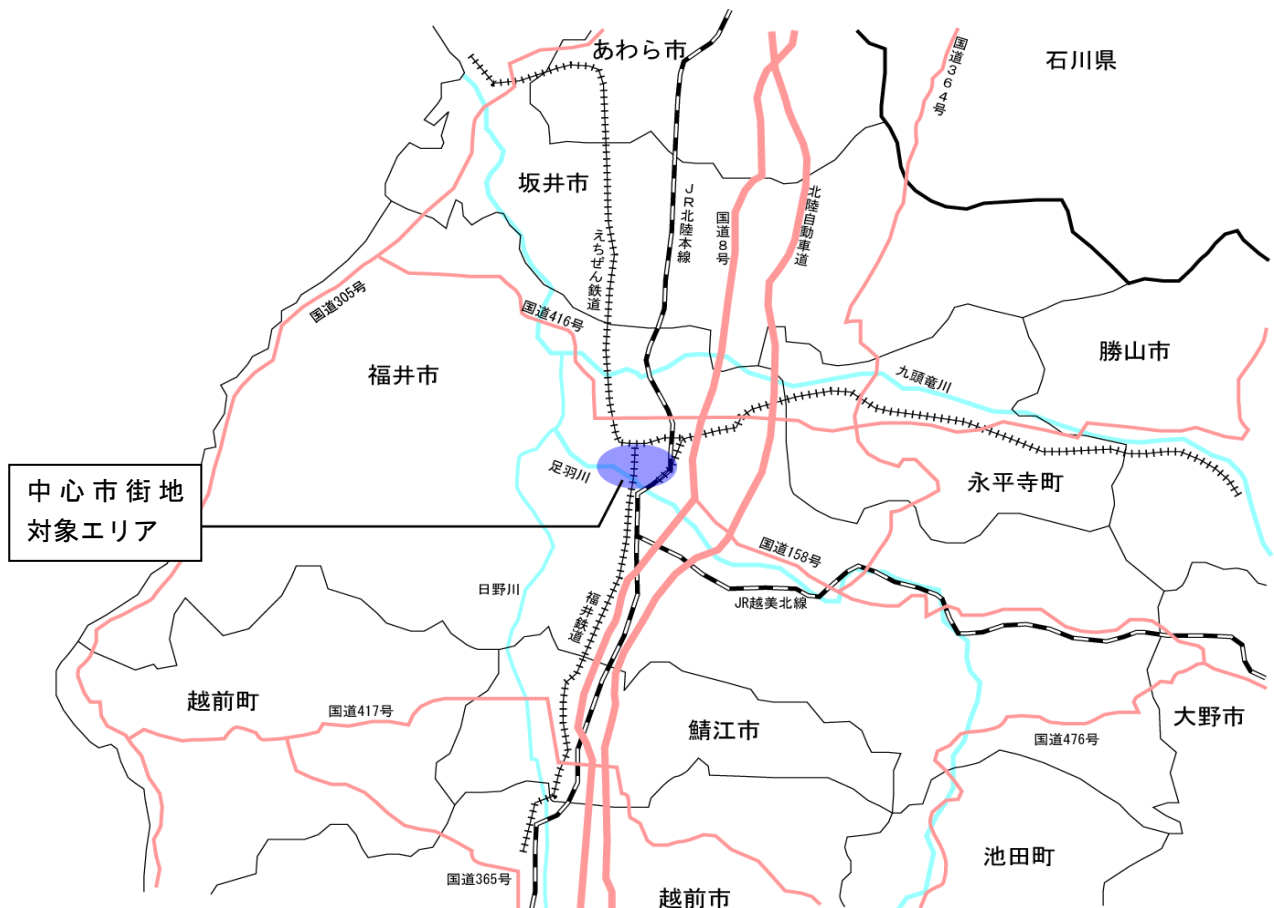 あわら市
石川県
国道364号
坂井市
JR北陸本線
北陸自動車道
国道8号
えちぜん鉄道
国道305号
国道416号
勝山市
福井市
九頭竜川
足羽川
永平寺町
中心市街地
対象エリア
国道158号
日野川
福井鉄道
JR越美北線
越前町
国道417号
鯖江市
大野市
国道476号
池田町
国道365号
越前市